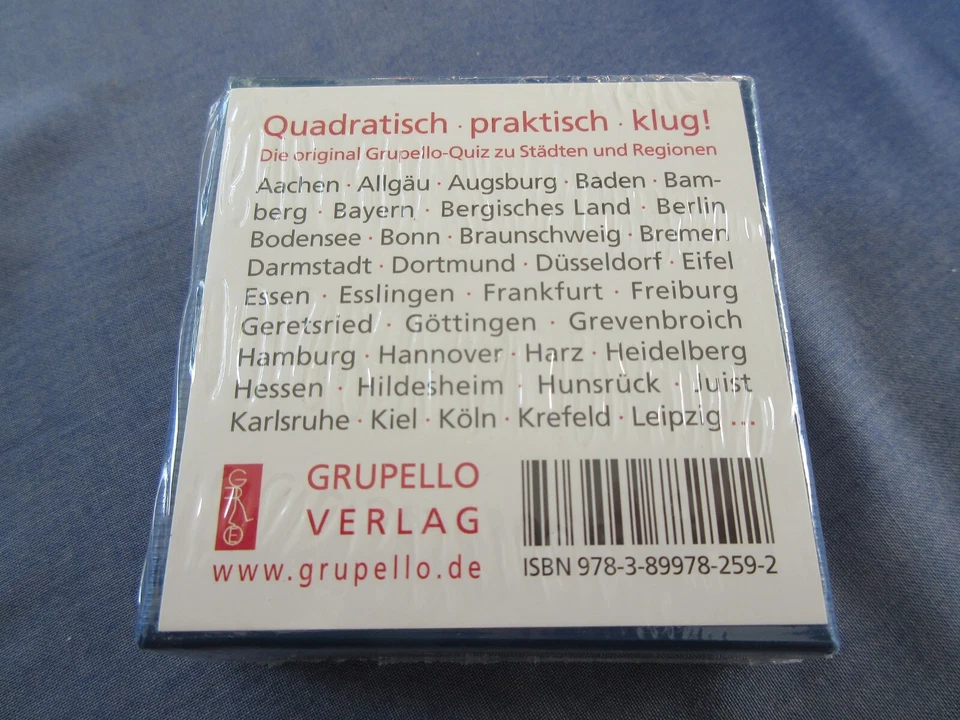 Quadratisch · praktisch · klug!
Die original Grupello-Quiz zu Städten und Regionen
Aachen · Allgäu · Augsburg · Baden · Bam-
berg · Bayern · Bergisches Land · Berlin
Bodensee · Bonn · Braunschweig · Bremen
Darmstadt · Dortmund · Düsseldorf · Eifel
Essen · Esslingen · Frankfurt · Freiburg
Geretsried · Göttingen · Grevenbroich
Hamburg · Hannover · Harz · Heidelberg
Hessen · Hildesheim · Hunsrück · Juist
Karlsruhe · Kiel · Köln · Krefeld · Leipzig ...
GRUPELLO
VERLAG
www.grupello.de
ISBN 978-3-89978-259-2